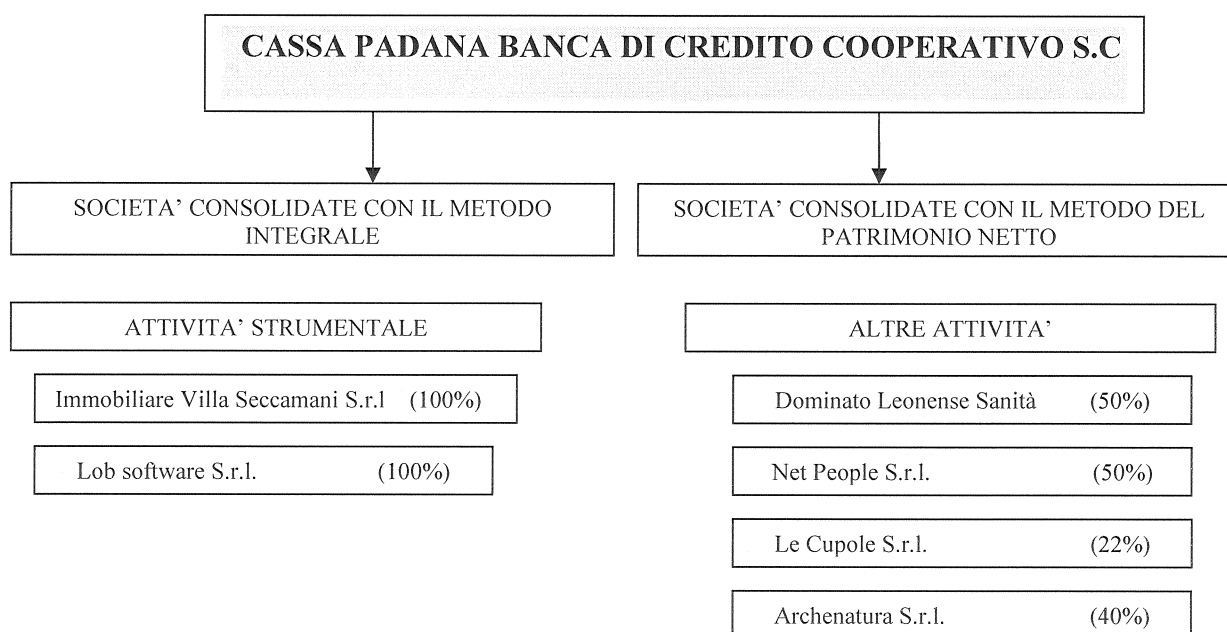 CASSA PADANA BANCA DI CREDITO COOPERATIVO S.C
SOCIETA’ CONSOLIDATE CON IL METODO
INTEGRALE
SOCIETA’ CONSOLIDATE CON IL METODO DEL
PATRIMONIO NETTO
ATTIVITA’ STRUMENTALE
Immobiliare Villa Seccamani S.r.l (100%)
Lob software S.r.l. (100%)
ALTRE ATTIVITA’
Dominato Leonense Sanità (50%)
Net People S.r.l. (50%)
Le Cupole S.r.l. (22%)
Archenatura S.r.l. (40%)